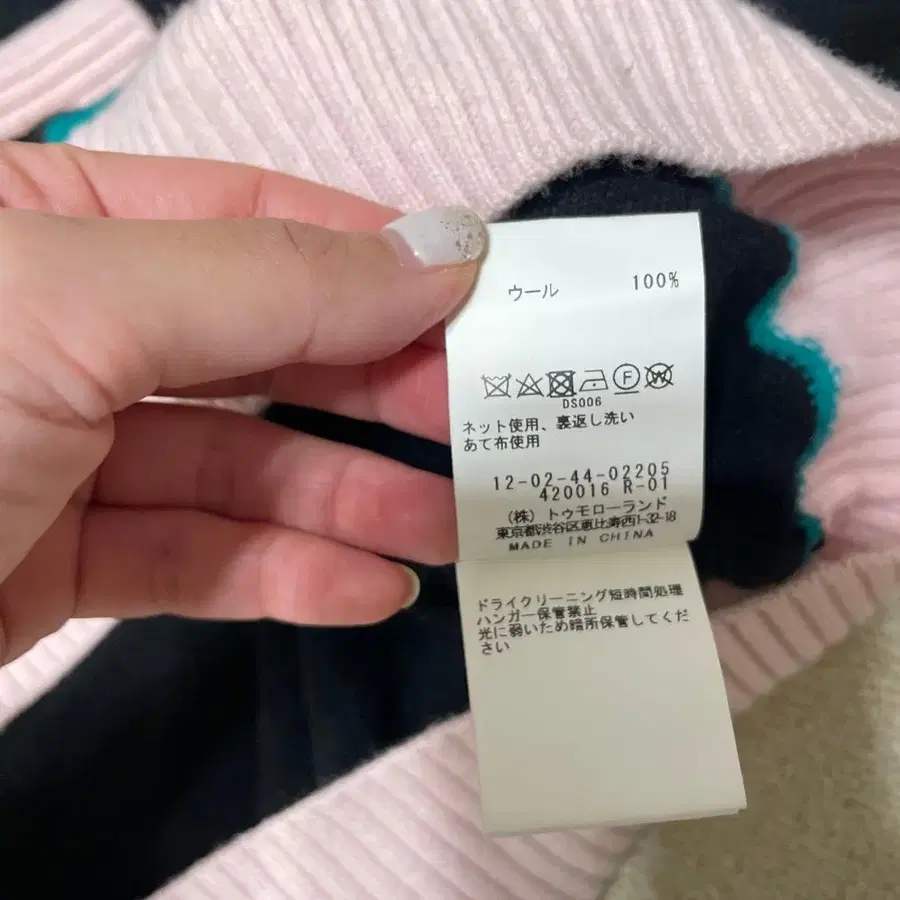 ウール 100%
F W
DS006
ネット使用、裏返し洗い
あて布使用
12-02-44-02205
420016 R-01
(株) トゥモローランド
東京都渋谷区恵比寿西1-32-18
MADE IN CHINA
ドライクリーニング短時間処理
ハンガー保管禁止
光に弱いため暗所保管してくだ
さい